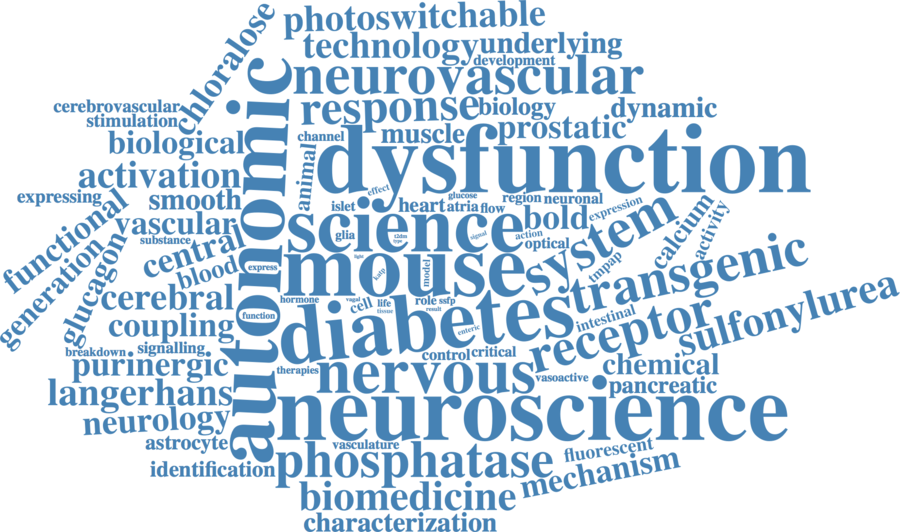 photoswitchable
chloralose
technology
underlying
development
neurovascular
autonomic
cerebrovascular
response
biology
dynamic
stimulation
prostatic
biological
channel
muscle
dysfunction
animal
activation
effect
expressing
smooth
islet
heart
glucose
atria
flow
region
neuronal
functional
vascular
science
bold
expression
system
calcium
activity
substance
glia
12sbm
type
signal
action
optical
central
generation
glucagon
blood
express
light
mouse
katp
model
tmpap
transgenic
cerebral
hormone
vagal
cell
life
tissue
role
ssfp
result
diabetes
function
coupling
enteric
intestinal
receptor
sulfonylurea
breakdown
signalling
control
critical
purinergic
therapies
nervous
vasoactive
chemical
pancreatic
langerhans
neuroscience
neurology
astrocyte
vasculature
fluorescent
identification
phosphatase
mechanism
biomedicine
characterization